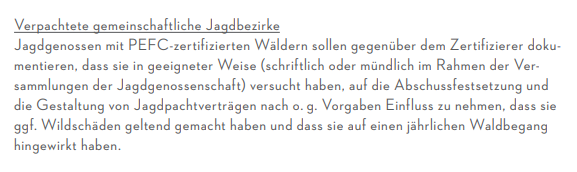 Verpachtete gemeinschaftliche Jagdbezirke
Jagdgenossen mit PEFC-zertifizierten Wäldern sollen gegenüber dem Zertifizierer doku-
mentieren, dass sie in geeigneter Weise (schriftlich oder mündlich im Rahmen der Ver-
sammlungen der Jagdgenossenschaft) versucht haben, auf die Abschussfestsetzung und
die Gestaltung von Jagdpachtverträgen nach o. g. Vorgaben Einfluss zu nehmen, dass sie
ggf. Wildschäden geltend gemacht haben und dass sie auf einen jährlichen Waldbegang
hingewirkt haben.